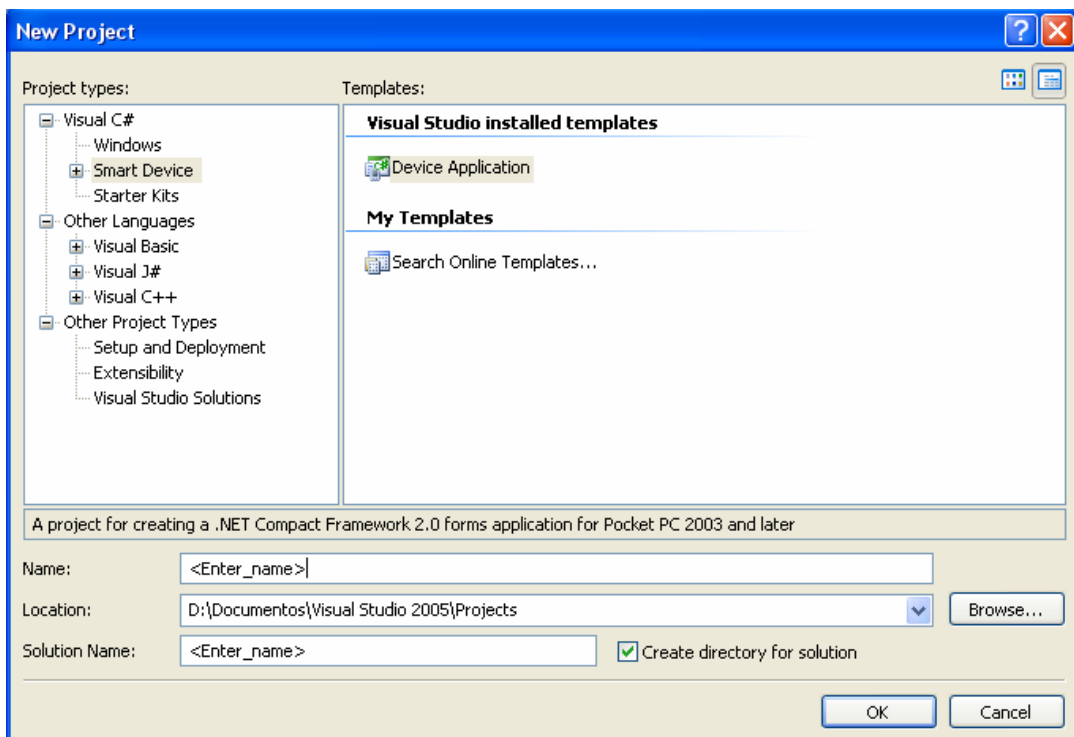 New Project
Project types:
Templates:
Visual C#
Windows
Smart Device
Starter Kits
Other Languages
Visual Basic
Visual J#
Visual C++
Other Project Types
Setup and Deployment
Extensibility
Visual Studio Solutions
Visual Studio installed templates
Device Application
My Templates
Search Online Templates...
A project for creating a .NET Compact Framework 2.0 forms application for Pocket PC 2003 and later
Name:
<Enter_name>
Location:
D:\Documentos\Visual Studio 2005\Projects
Browse...
Solution Name:
<Enter_name>
Create directory for solution
OK
Cancel